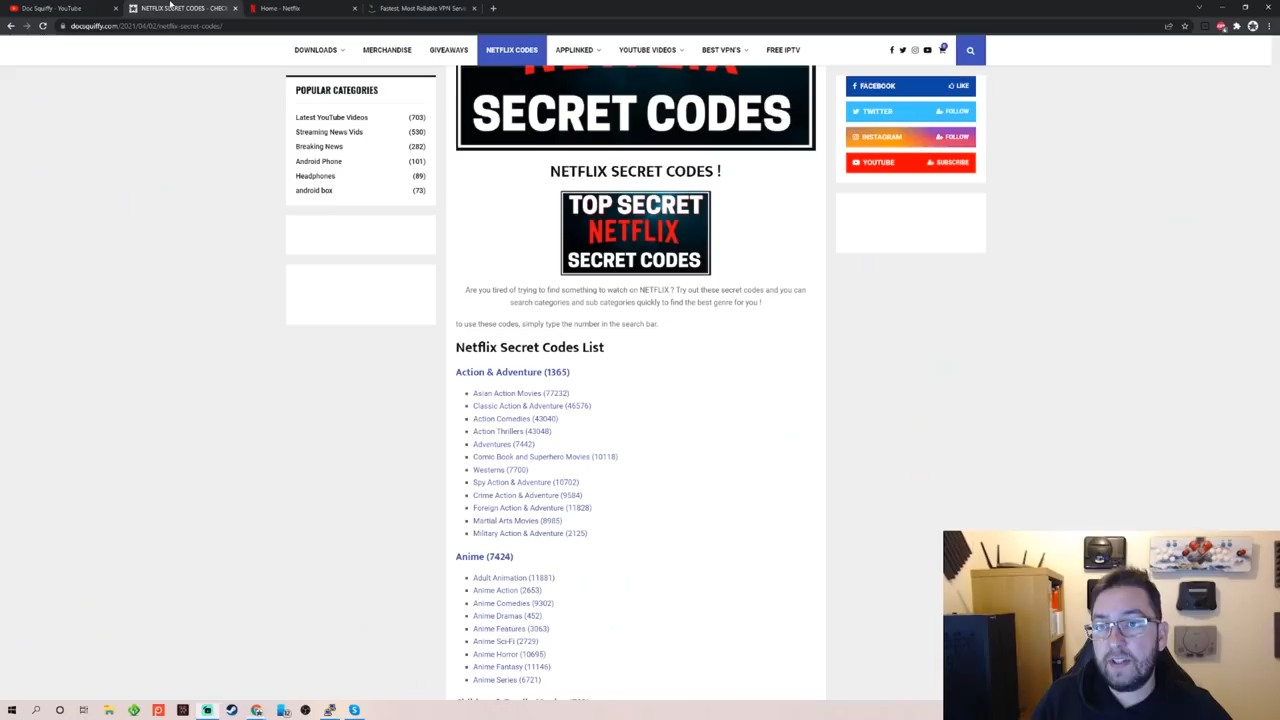 Doc Squiffy - YouTube
NETFLIX SECRET CODES - CHECK
Home - Netflix
Fastest, Most Reliable VPN Serv
docsquiffy.com/2021/04/02/netflix-secret-codes/
DOWNLOADS
MERCHANDISE
GIVEAWAYS
NETFLIX CODES
APPLINKED
YOUTUBE VIDEOS
BEST VPN'S
FREE IPTV
POPULAR CATEGORIES
Latest YouTube Videos (703)
Streaming News Vids (530)
Breaking News (282)
Android Phone (101)
Headphones (89)
android box (73)
NETFLIX
SECRET CODES
NETFLIX SECRET CODES !
TOP SECRET
NETFLIX
SECRET CODES
Are you tired of trying to find something to watch on NETFLIX ? Try out these secret codes and you can
search categories and sub categories quickly to find the best genre for you !
to use these codes, simply type the number in the search bar.
Netflix Secret Codes List
Action & Adventure (1365)
Asian Action Movies (77232)
Classic Action & Adventure (46576)
Action Comedies (43040)
Action Thrillers (43048)
Adventures (7442)
Comic Book and Superhero Movies (10118)
Westerns (7700)
Spy Action & Adventure (10702)
Crime Action & Adventure (9584)
Foreign Action & Adventure (11828)
Martial Arts Movies (8985)
Military Action & Adventure (2125)
Anime (7424)
Adult Animation (11881)
Anime Action (2653)
Anime Comedies (9302)
Anime Dramas (452)
Anime Features (3063)
Anime Sci-Fi (2729)
Anime Horror (10695)
Anime Fantasy (11146)
Anime Series (6721)
FACEBOOK LIKE
TWITTER FOLLOW
INSTAGRAM FOLLOW
YOUTUBE SUBSCRIBE